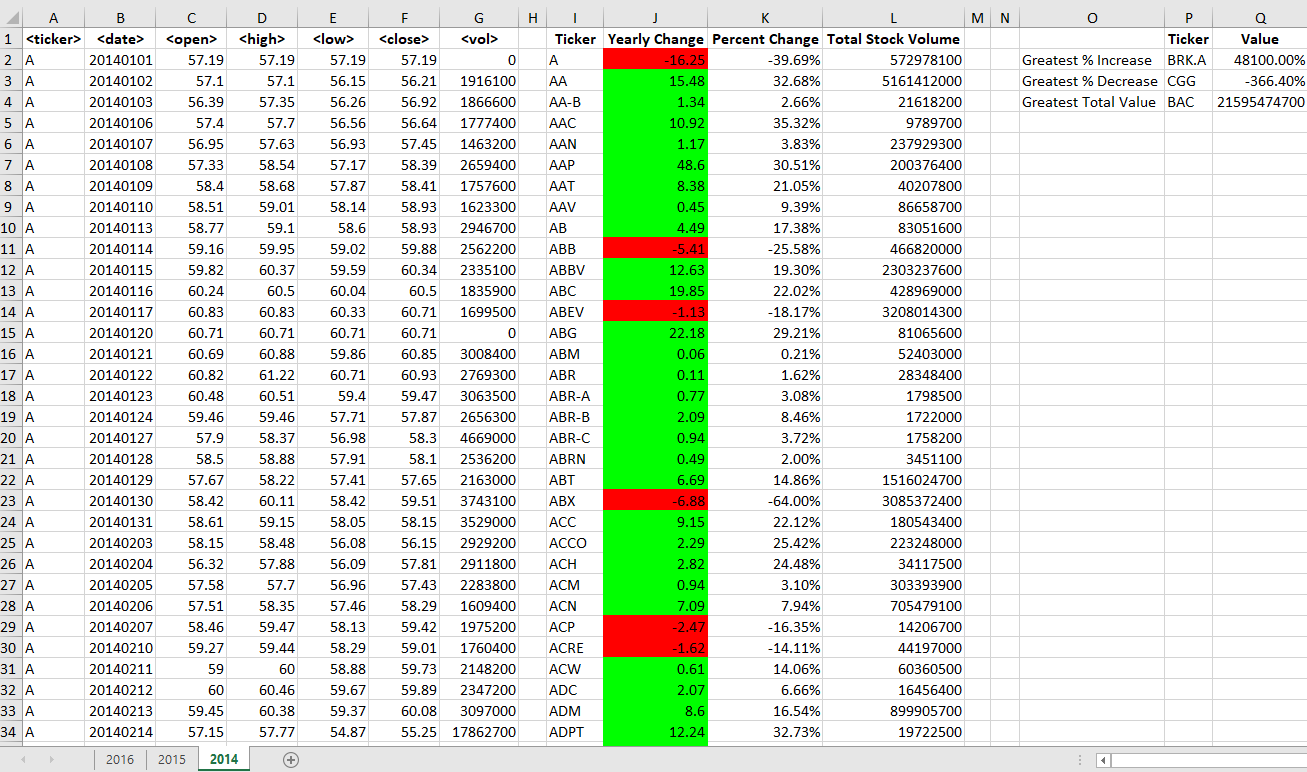 A B C D E F G H I J K L M N O P Q
1 <ticker> <date> <open> <high> <low> <close> <vol> Ticker Yearly Change Percent Change Total Stock Volume Ticker Value
2 A 20140101 57.19 57.19 57.19 57.19 0 A -16.25 -39.69% 572978100 Greatest % Increase BRK.A 48100.00%
3 A 20140102 57.1 57.1 56.15 56.21 1916100 AA 15.48 32.68% 5161412000 Greatest % Decrease CGG -366.40%
4 A 20140103 56.39 57.35 56.26 56.92 1866600 AA-B 1.34 2.66% 21618200 Greatest Total Value BAC 21595474700
5 A 20140106 57.4 57.7 56.56 56.64 1777400 AAC 10.92 35.32% 9789700
6 A 20140107 56.95 57.63 56.93 57.45 1463200 AAN 1.17 3.83% 237929300
7 A 20140108 57.33 58.54 57.17 58.39 2659400 AAP 48.6 30.51% 200376400
8 A 20140109 58.4 58.68 57.87 58.41 1757600 AAT 8.38 21.05% 40207800
9 A 20140110 58.51 59.01 58.14 58.93 1623300 AAV 0.45 9.39% 86658700
10 A 20140113 58.77 59.1 58.6 58.93 2946700 AB 4.49 17.38% 83051600
11 A 20140114 59.16 59.95 59.02 59.88 2562200 ABB -5.41 -25.58% 466820000
12 A 20140115 59.82 60.37 59.59 60.34 2335100 ABBV 12.63 19.30% 2303237600
13 A 20140116 60.24 60.5 60.04 60.5 1835900 ABC 19.85 22.02% 428969000
14 A 20140117 60.83 60.83 60.33 60.71 1699500 ABEV -1.13 -18.17% 3208014300
15 A 20140120 60.71 60.71 60.71 60.71 0 ABG 22.18 29.21% 81065600
16 A 20140121 60.69 60.88 59.86 60.85 3008400 ABM 0.06 0.21% 52403000
17 A 20140122 60.82 61.22 60.71 60.93 2769300 ABR 0.11 1.62% 28348400
18 A 20140123 60.48 60.51 59.4 59.47 3063500 ABR-A 0.77 3.08% 1798500
19 A 20140124 59.46 59.46 57.71 57.87 2656300 ABR-B 2.09 8.46% 1722000
20 A 20140127 57.9 58.37 56.98 58.3 4669000 ABR-C 0.94 3.72% 1758200
21 A 20140128 58.5 58.88 57.91 58.1 2536200 ABRN 0.49 2.00% 3451100
22 A 20140129 57.67 58.22 57.41 57.65 2163000 ABT 6.69 14.86% 1516024700
23 A 20140130 58.42 60.11 58.42 59.51 3743100 ABX -6.88 -64.00% 3085372400
24 A 20140131 58.61 59.15 58.05 58.15 3529000 ACC 9.15 22.12% 180543400
25 A 20140203 58.15 58.48 56.08 56.15 2929200 ACCO 2.29 25.42% 223248000
26 A 20140204 56.32 57.88 56.09 57.81 2911800 ACH 2.82 24.48% 34117500
27 A 20140205 57.58 57.7 56.96 57.43 2283800 ACM 0.94 3.10% 303393900
28 A 20140206 57.51 58.35 57.46 58.29 1609400 ACN 7.09 7.94% 705479100
29 A 20140207 58.46 59.47 58.13 59.42 1975200 ACP -2.47 -16.35% 14206700
30 A 20140210 59.27 59.44 58.29 59.01 1760400 ACRE -1.62 -14.11% 44197000
31 A 20140211 59 60 58.88 59.73 2148200 ACW 0.61 14.06% 60360500
32 A 20140212 60 60.46 59.67 59.89 2347200 ADC 2.07 6.66% 16456400
33 A 20140213 59.45 60.38 59.37 60.08 3097000 ADM 8.6 16.54% 899905700
34 A 20140214 57.15 57.77 54.87 55.25 17862700 ADPT 12.24 32.73% 19722500
2016 2015 2014